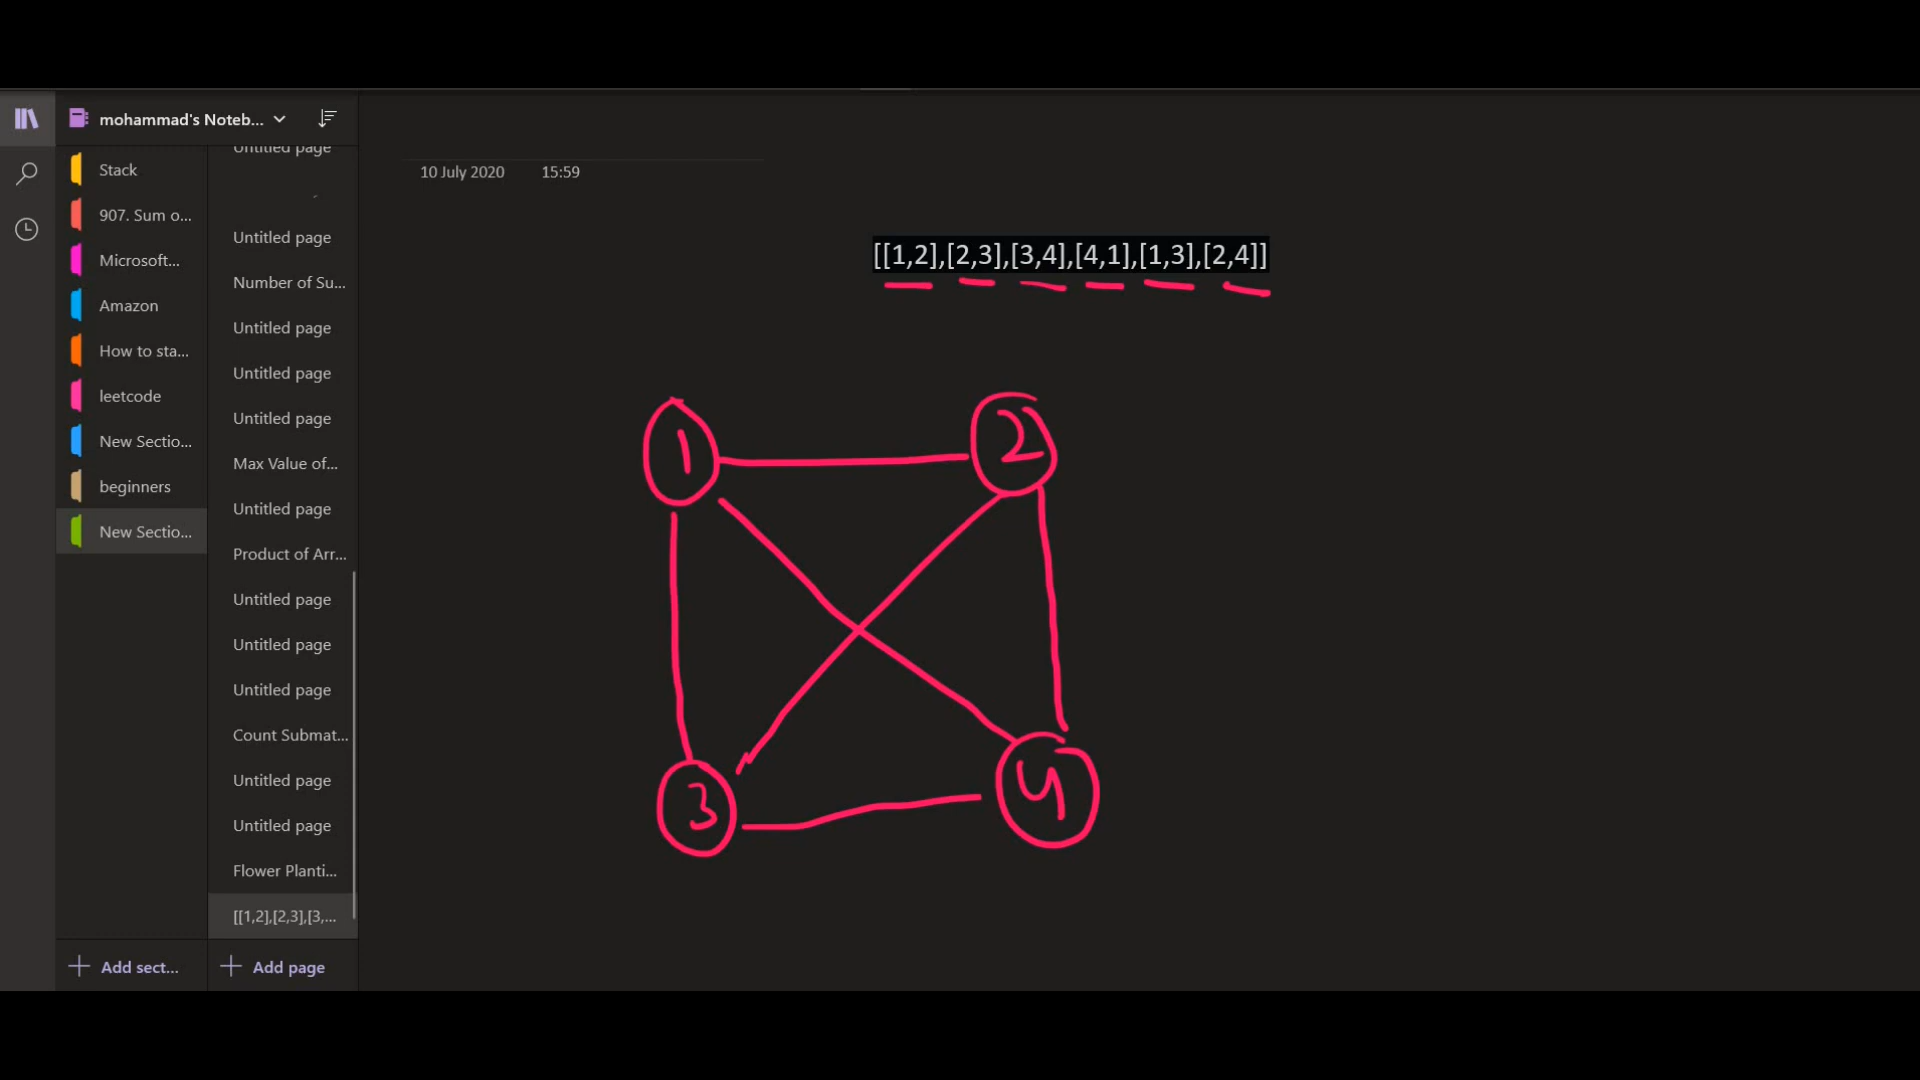 mohammad's Noteb...
Stack
907. Sum o...
Microsoft...
Amazon
How to sta...
leetcode
New Sectio...
beginners
New Sectio...
Add sect...
Untitled page
Untitled page
Number of Su...
Untitled page
Untitled page
Untitled page
Max Value of...
Untitled page
Product of Arr...
Untitled page
Untitled page
Untitled page
Count Submat...
Untitled page
Untitled page
Flower Planti...
[[1,2],[2,3],[3,...
Add page
10 July 2020 15:59
[[1,2],[2,3],[3,4],[4,1],[1,3],[2,4]]
1 2
3 4